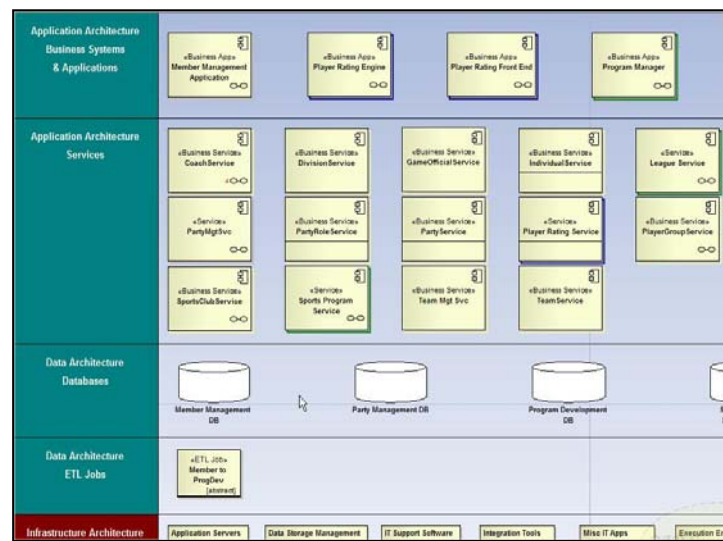 Application Architecture
Business Systems
& Applications
«Business App»
Member Management
Application
«Business App»
Player Rating Engine
«Business App»
Player Rating Front End
«Business App»
Program Manager
Application Architecture
Services
«Business Service»
CoachService
«Business Service»
DivisionService
«Business Service»
GameOfficialService
«Business Service»
IndividualService
«Business Service»
League Service
«Service»
PartyMgtSvc
«Business Service»
PartyRoleService
«Business Service»
PartyService
«Service»
Player Rating Service
«Business Service»
PlayerGroupService
«Business Service»
SportsClubService
«Service»
Sports Program
Service
«Business Service»
Team Mgt Svc
«Business Service»
TeamService
Data Architecture
Databases
Member Management
DB
Party Management DB
Program Development
DB
Data Architecture
ETL Jobs
«ETL Job»
Member to
ProgDev
[abstract]
Infrastructure Architecture
Application Servers
Data Storage Management
IT Support Software
Integration Tools
Misc IT Apps
Execution